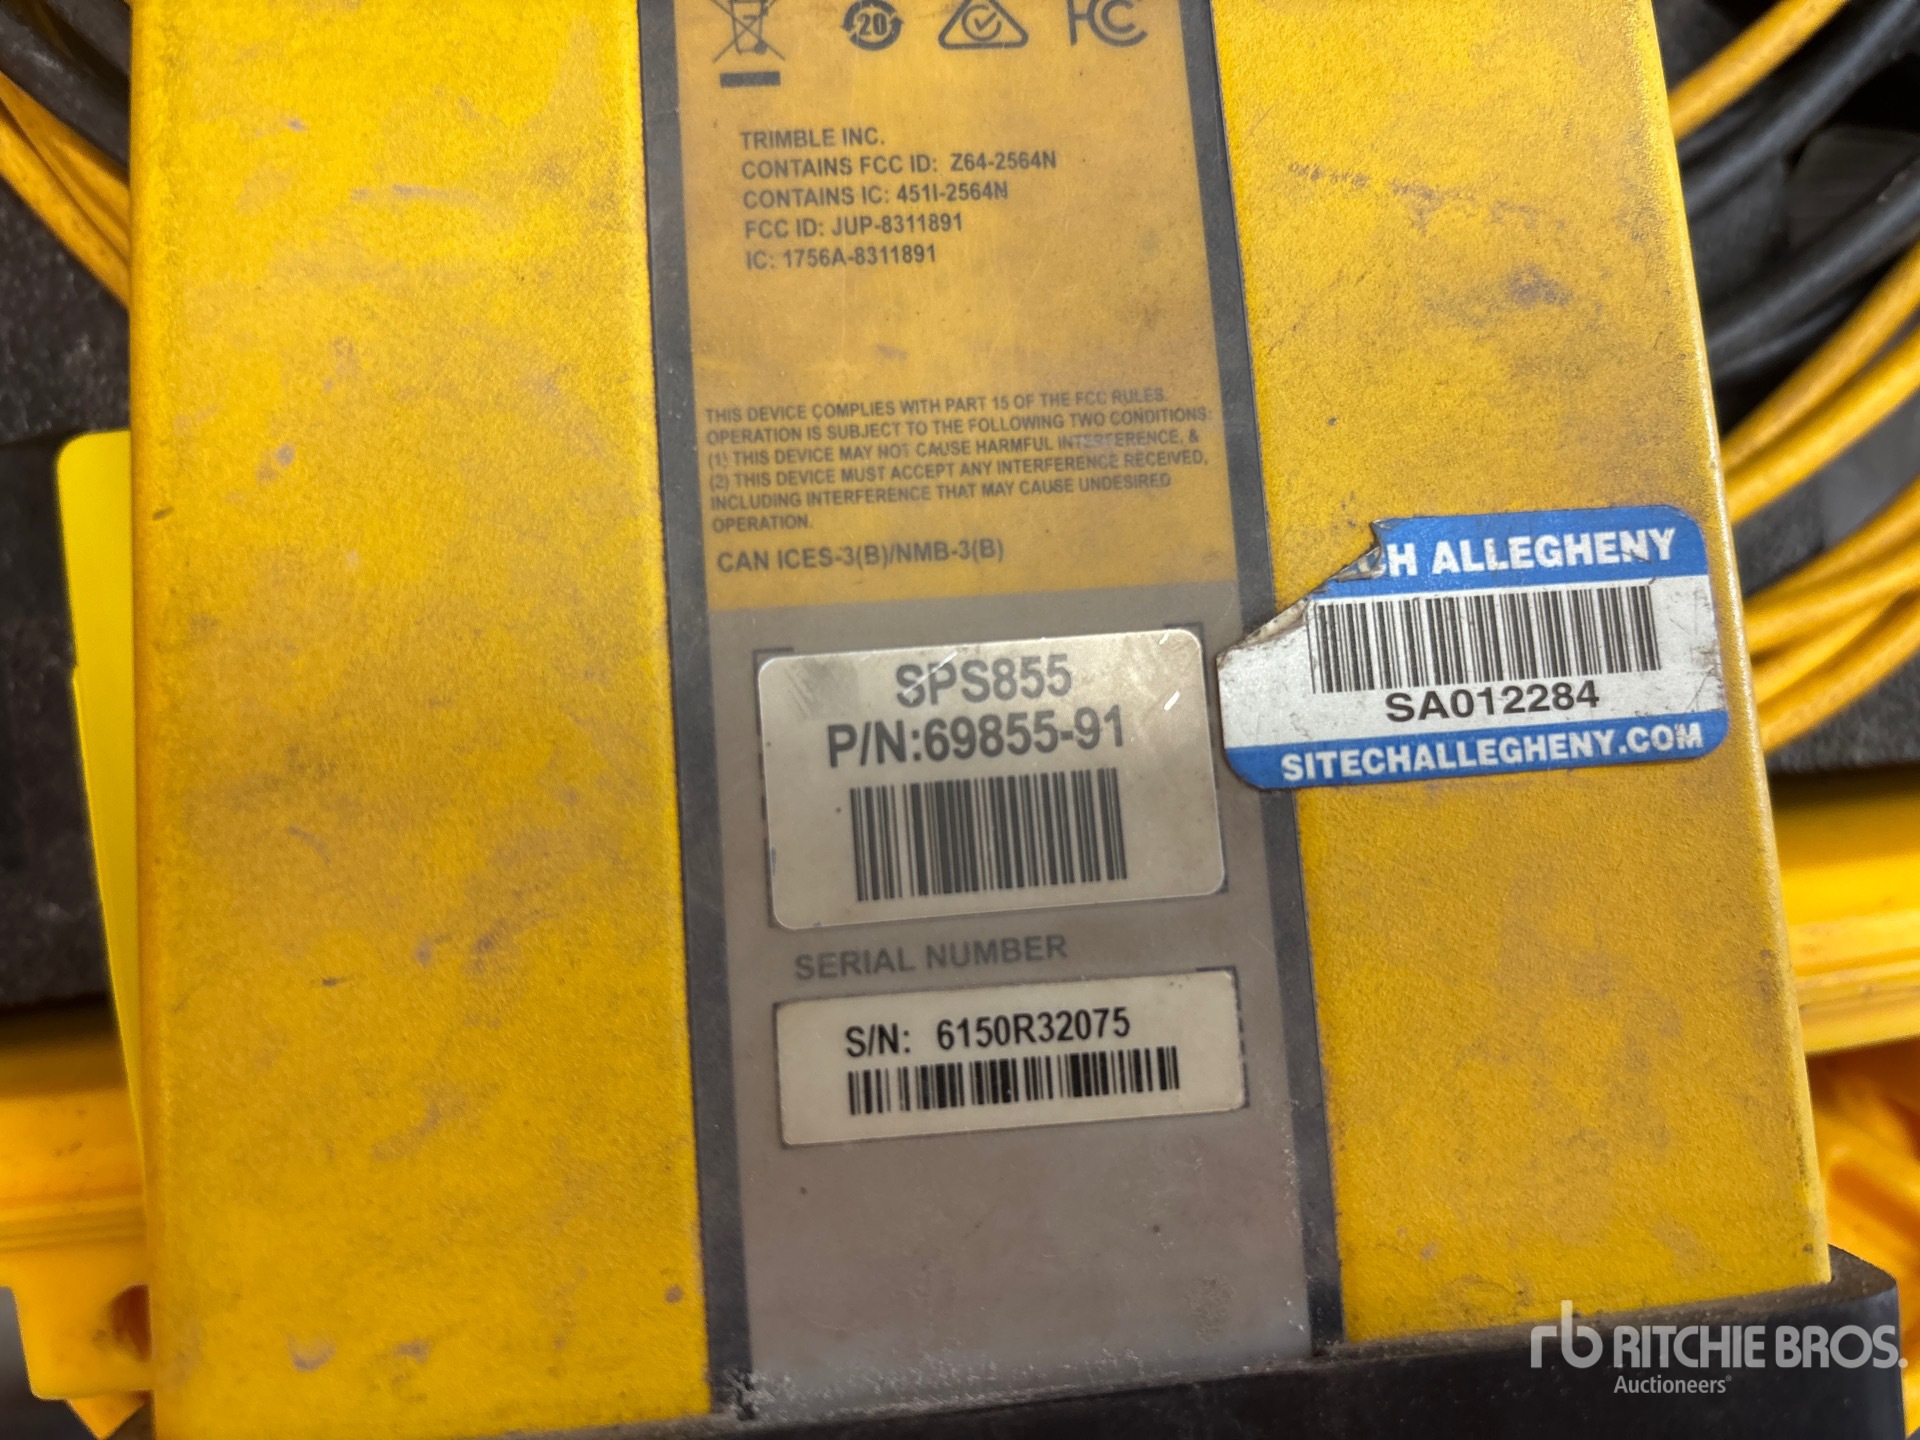 20
TRIMBLE INC.
CONTAINS FCC ID: Z64-2564N
CONTAINS IC: 451I-2564N
FCC ID: JUP-8311891
IC: 1756A-8311891
THIS DEVICE COMPLIES WITH PART 15 OF THE FCC RULES.
OPERATION IS SUBJECT TO THE FOLLOWING TWO CONDITIONS:
(1) THIS DEVICE MAY NOT CAUSE HARMFUL INTERFERENCE, &
(2) THIS DEVICE MUST ACCEPT ANY INTERFERENCE RECEIVED,
INCLUDING INTERFERENCE THAT MAY CAUSE UNDESIRED
OPERATION.
CAN ICES-3(B)/NMB-3(B)
CH ALLEGHENY
SA012284
SITECHALLEGHENY.COM
SPS855
P/N:69855-91
SERIAL NUMBER
S/N: 6150R32075
rb RITCHIE BROS.
Auctioneers